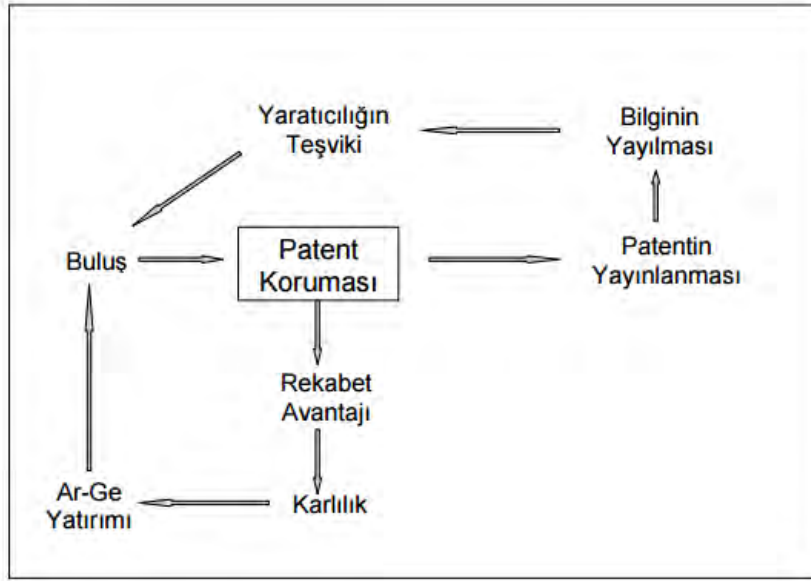 Yaratıcılığın
Teşviki
Bilginin
Yayılması
Buluş
Patent
Koruması
Patentin
Yayınlanması
Rekabet
Avantajı
Ar-Ge
Yatırımı
Karlılık